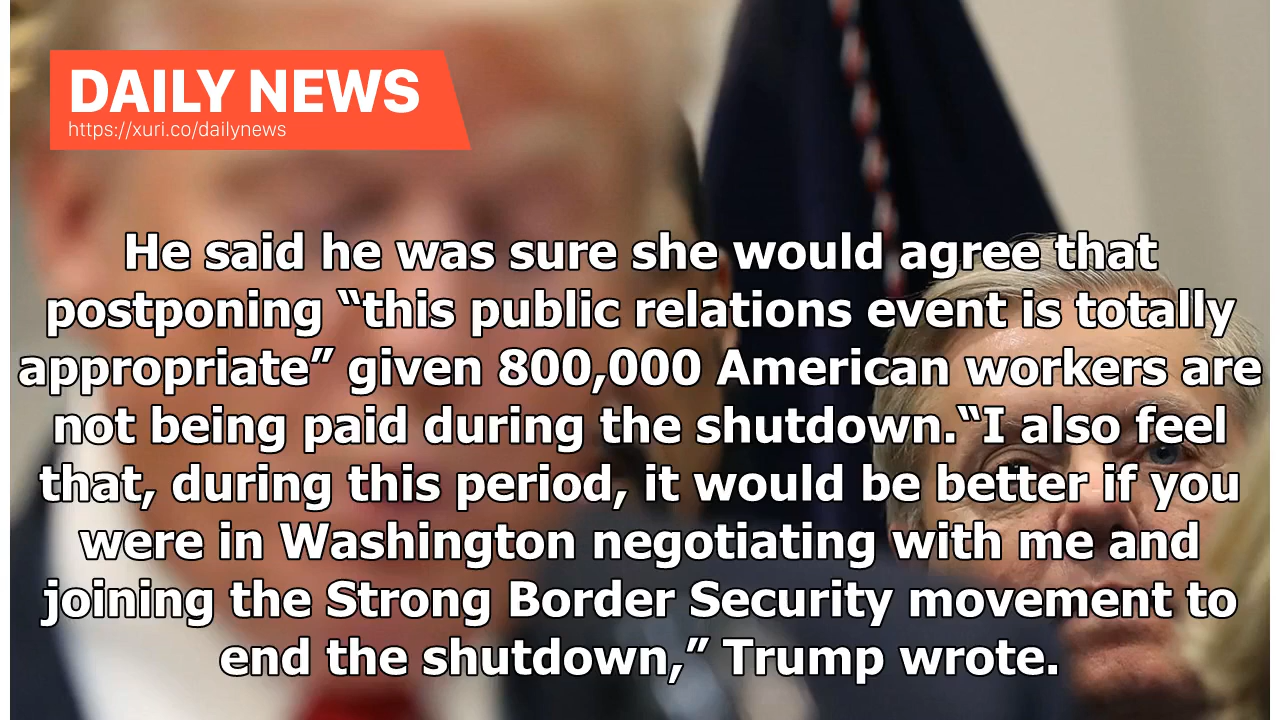 DAILY NEWS
https://xuri.co/dailynews
He said he was sure she would agree that
postponing “this public relations event is totally
appropriate” given 800,000 American workers are
not being paid during the shutdown.“I also feel
that, during this period, it would be better if you
were in Washington negotiating with me and
joining the Strong Border Security movement to
end the shutdown,” Trump wrote.